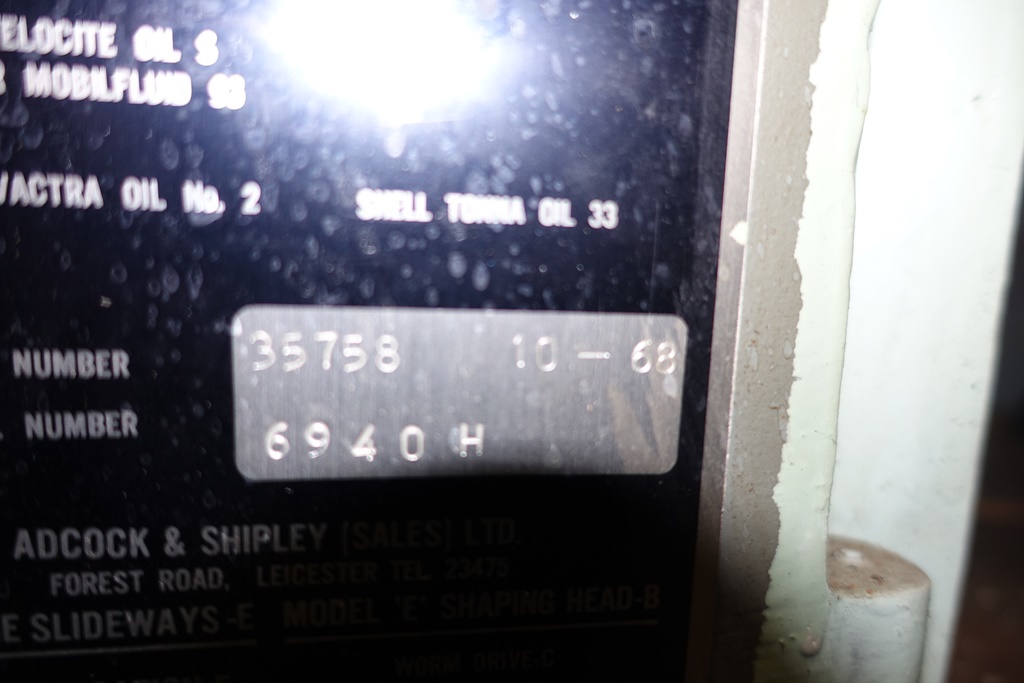 OIL S
MOBILFLUID 93
VACTRA OIL No. 2 SHELL TONNA OIL 33
NUMBER 35758 10 - 68
NUMBER 6940 H
ADCOCK & SHIPLEY (SALES) LTD.
FOREST ROAD, LEICESTER TEL. 23475
SLIDEWAYS-E MODEL 'E' SHAPING HEAD-B
WORM DRIVE-C